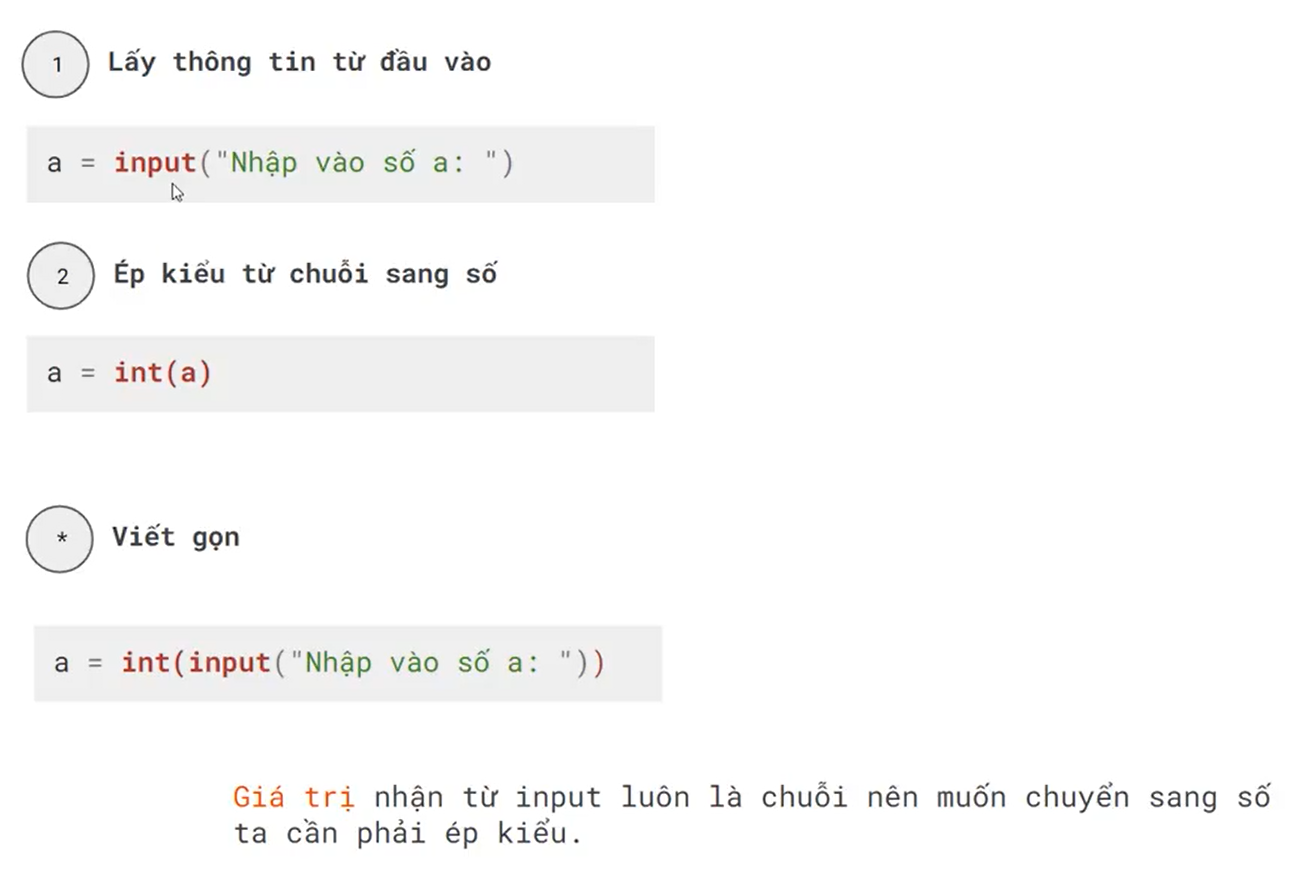 1 Lấy thông tin từ đầu vào
a = input("Nhập vào số a: ")
2 Ép kiểu từ chuỗi sang số
a = int(a)
* Viết gọn
a = int(input("Nhập vào số a: "))
Giá trị nhận từ input luôn là chuỗi nên muốn chuyển sang số
ta cần phải ép kiểu.